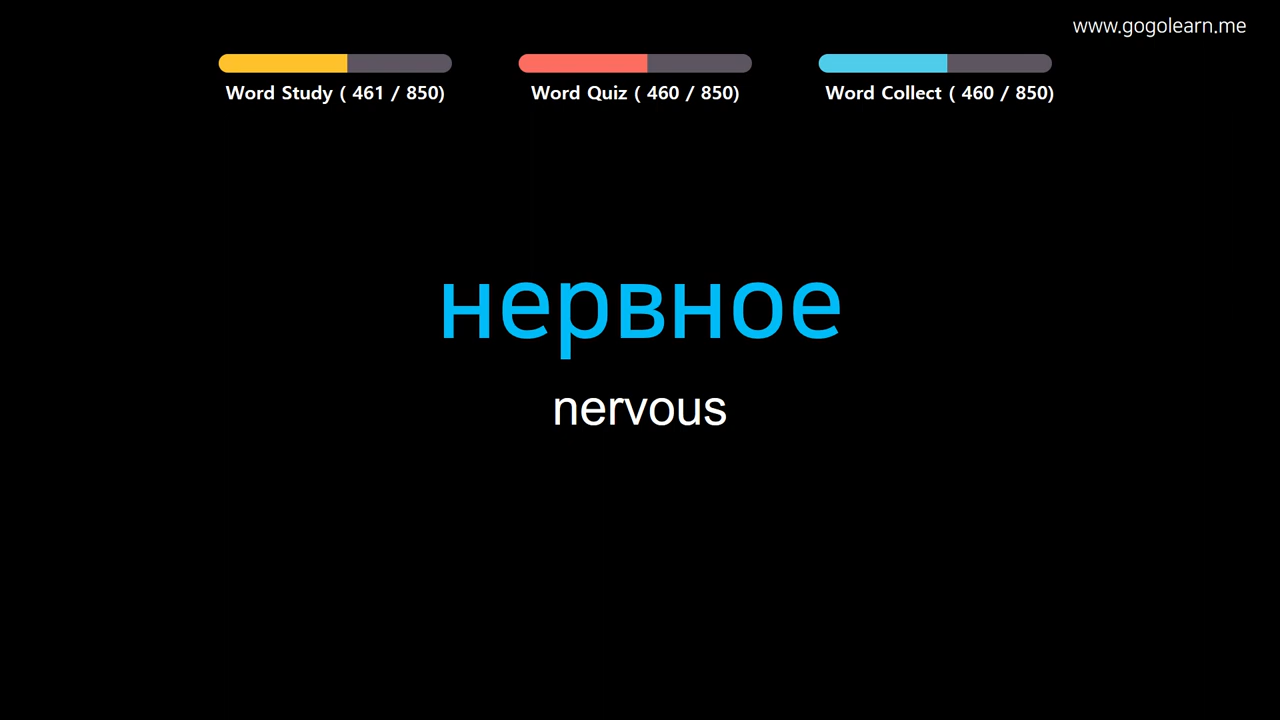 www.gogolearn.me
Word Study ( 461 / 850)
Word Quiz ( 460 / 850)
Word Collect ( 460 / 850)
нервное
nervous